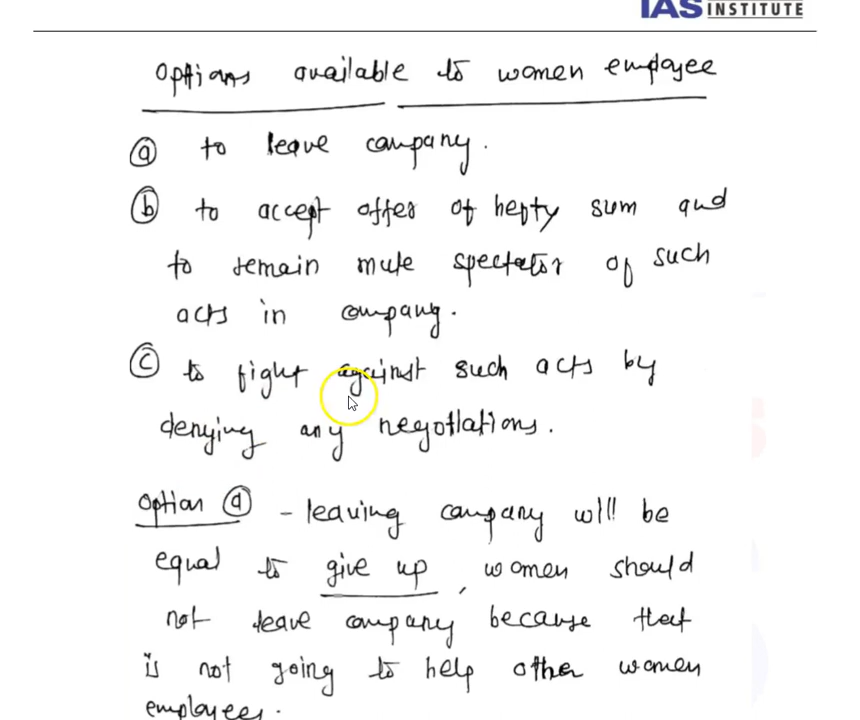 IAS INSTITUTE
Options available to women employee
(a) to leave company.
(b) to accept offer of hefty sum and
to remain mute spectator of such
acts in company.
(c) to fight against such acts by
denying any negotiations.
Option (a) - leaving company will be
equal to give up, women should
not leave company because that
is not going to help other women
employees.